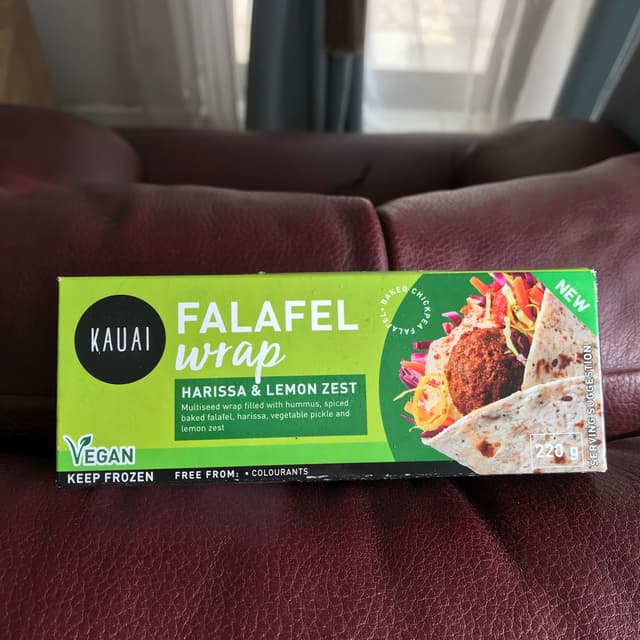 KAUAI
FALAFEL
wrap
HARISSA & LEMON ZEST
Multiseed wrap filled with hummus, spiced
baked falafel, harissa, vegetable pickle and
lemon zest
VEGAN
KEEP FROZEN
FREE FROM: • COLOURANTS
•BAKED CHICKPEA FALAFEL
NEW
220 g
SERVING SUGGESTION